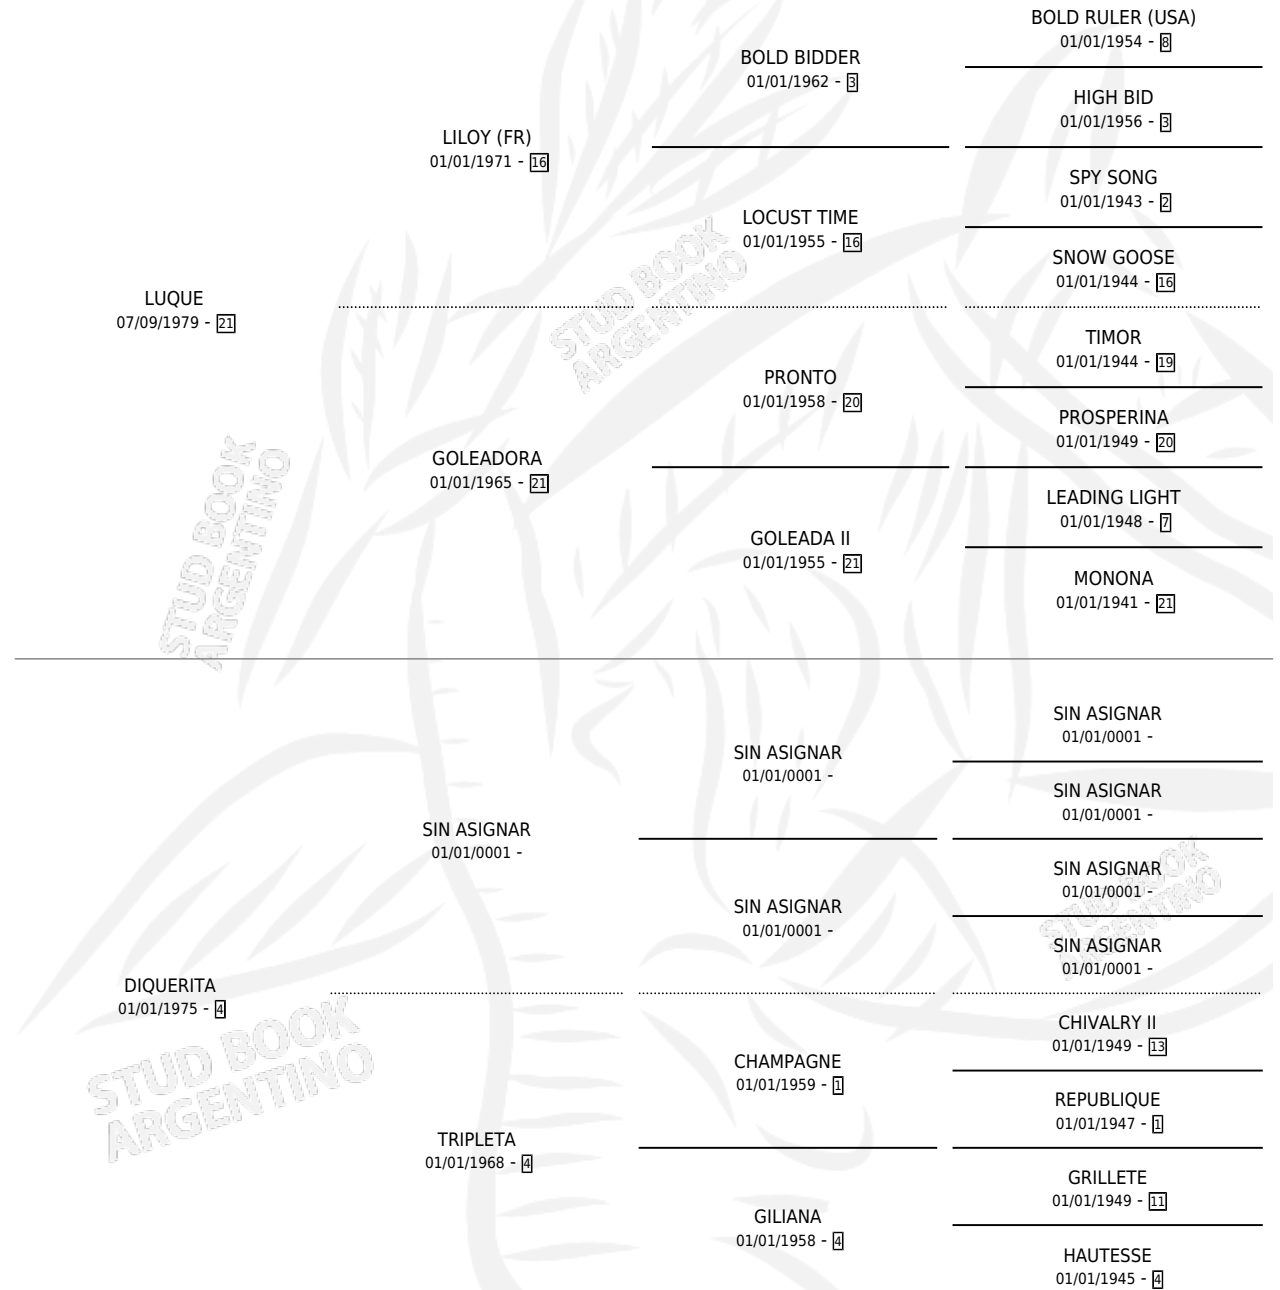 BOLD RULER (USA)
01/01/1954 - 8
BOLD BIDDER
01/01/1962 - 3
HIGH BID
01/01/1956 - 3
LILOY (FR)
01/01/1971 - 16
SPY SONG
01/01/1943 - 2
LOCUST TIME
01/01/1955 - 16
SNOW GOOSE
01/01/1944 - 16
LUQUE
07/09/1979 - 21
TIMOR
01/01/1944 - 19
PRONTO
01/01/1958 - 20
PROSPERINA
01/01/1949 - 20
GOLEADORA
01/01/1965 - 21
LEADING LIGHT
01/01/1948 - 7
GOLEADA II
01/01/1955 - 21
MONONA
01/01/1941 - 21
STUD BOOK
ARGENTINO
STUD BOOK
ARGENTINO
SIN ASIGNAR
01/01/0001 -
SIN ASIGNAR
01/01/0001 -
SIN ASIGNAR
01/01/0001 -
SIN ASIGNAR
01/01/0001 -
SIN ASIGNAR
01/01/0001 -
SIN ASIGNAR
01/01/0001 -
SIN ASIGNAR
01/01/0001 -
DIQUERITA
01/01/1975 - 4
CHIVALRY II
01/01/1949 - 13
CHAMPAGNE
01/01/1959 - 1
REPUBLIQUE
01/01/1947 - 1
TRIPLETA
01/01/1968 - 4
GRILLETE
01/01/1949 - 11
GILIANA
01/01/1958 - 4
HAUTESSE
01/01/1945 - 4
STUD BOOK
ARGENTINO
STUD BOOK
ARGENTINO